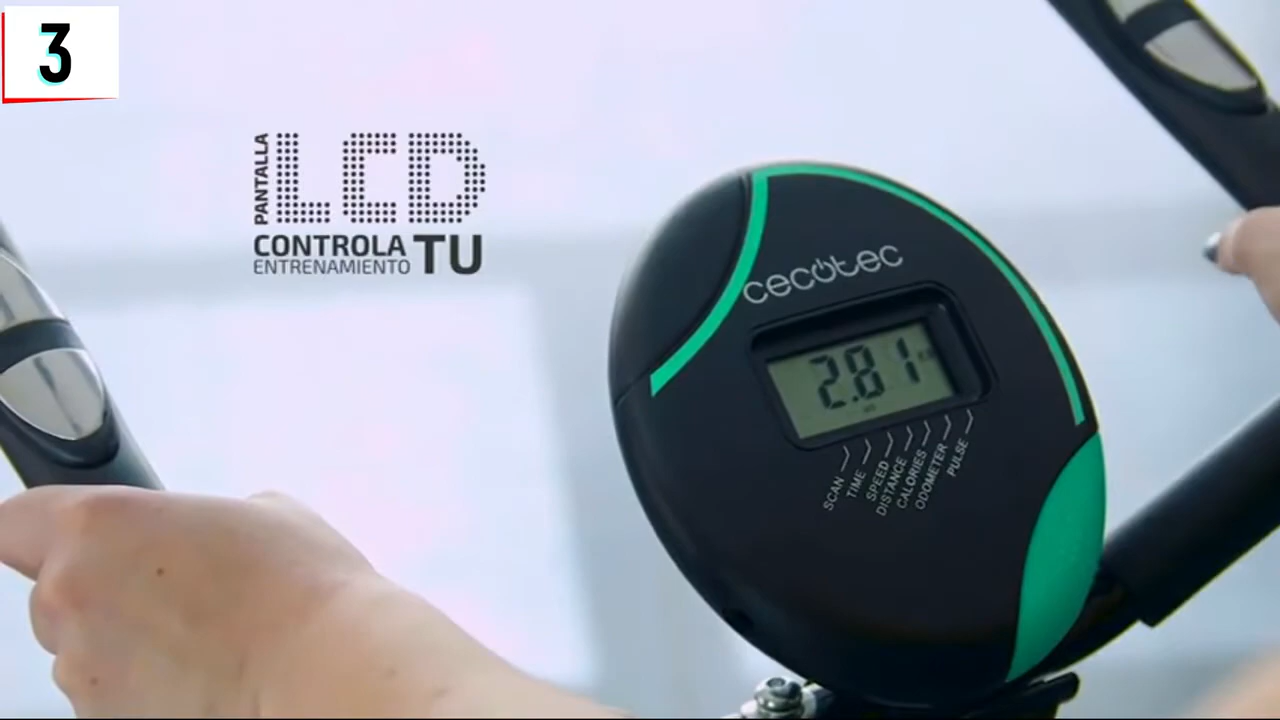 3
PANTALLA
LCD
CONTROLA TU
ENTRENAMIENTO
cecotec
2.81
SCAN
TIME
SPEED
DISTANCE
CALORIES
ODOMETER
PULSE